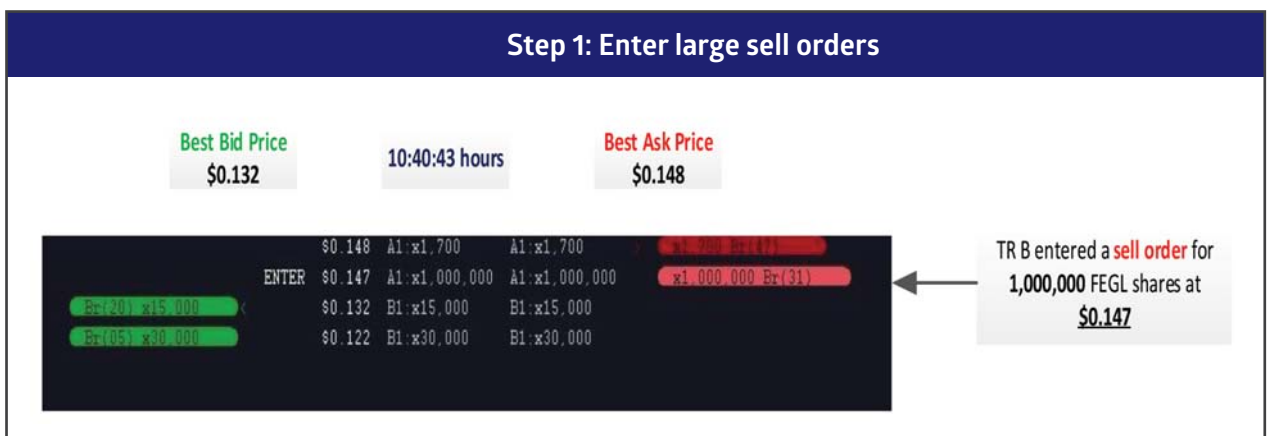 Step 1: Enter large sell orders
Best Bid Price
$0.132
10:40:43 hours
Best Ask Price
$0.148
$0.148 A1:x1,700 A1:x1,700 Br(47)
ENTER $0.147 A1:x1,000,000 A1:x1,000,000 x1,000,000 Br(31)
Br(20) x15,000 < $0.132 B1:x15,000 B1:x15,000
Br(05) x30,000 $0.122 B1:x30,000 B1:x30,000
TR B entered a sell order for
1,000,000 FEGL shares at
$0.147